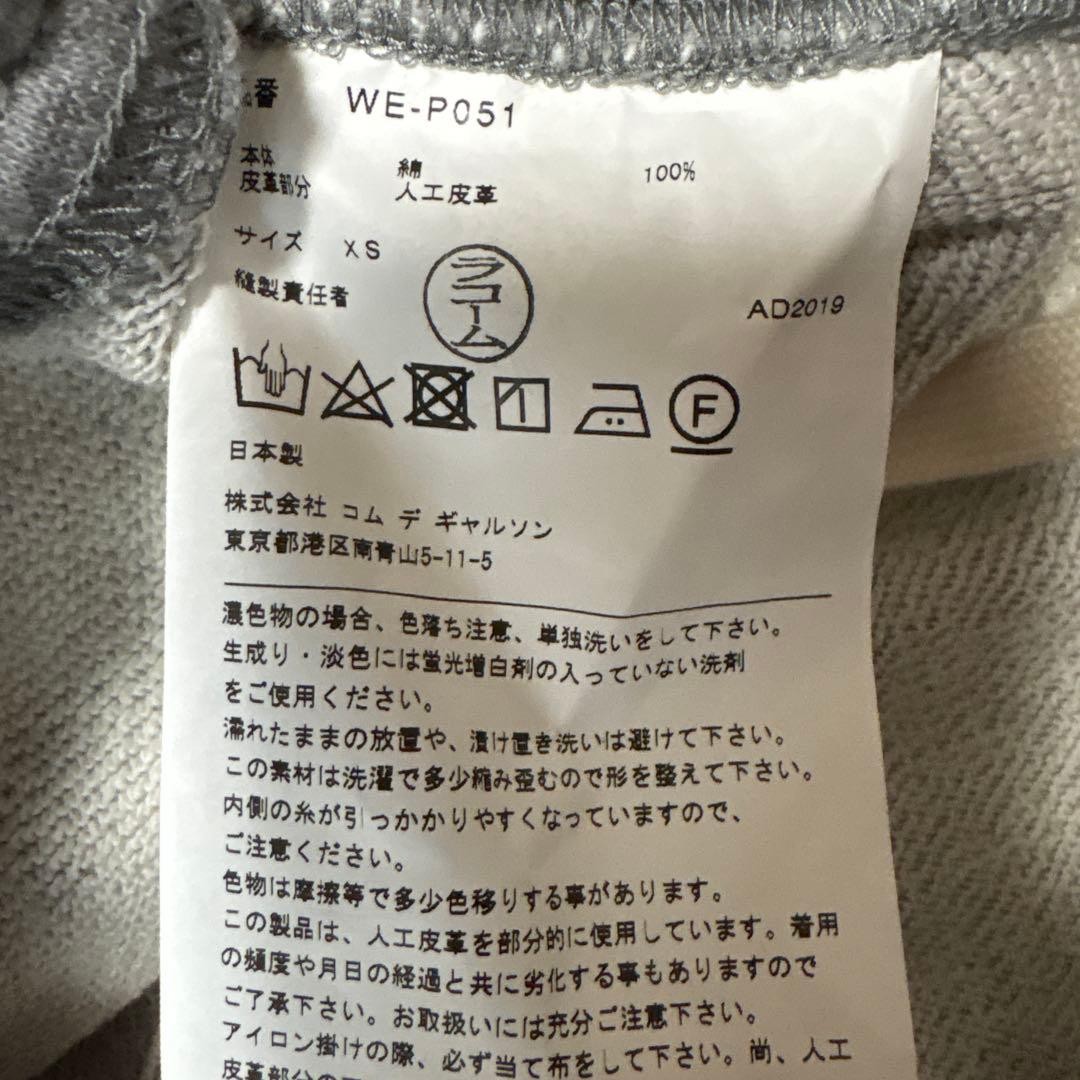 品番 WE-P051
本体 綿 100%
皮革部分 人工皮革
サイズ XS
縫製責任者 ラコーム AD2019
F
日本製
株式会社 コム デ ギャルソン
東京都港区南青山5-11-5
濃色物の場合、色落ち注意、単独洗いをして下さい。
生成り・淡色には蛍光増白剤の入っていない洗剤
をご使用ください。
濡れたままの放置や、漬け置き洗いは避けて下さい。
この素材は洗濯で多少縮み歪むので形を整えて下さい。
内側の糸が引っかかりやすくなっていますので、
ご注意ください。
色物は摩擦等で多少色移りする事があります。
この製品は、人工皮革を部分的に使用しています。着用
の頻度や月日の経過と共に劣化する事もありますので
ご了承下さい。お取扱いには充分ご注意下さい。
アイロン掛けの際、必ず当て布をして下さい。尚、人工
皮革部分の